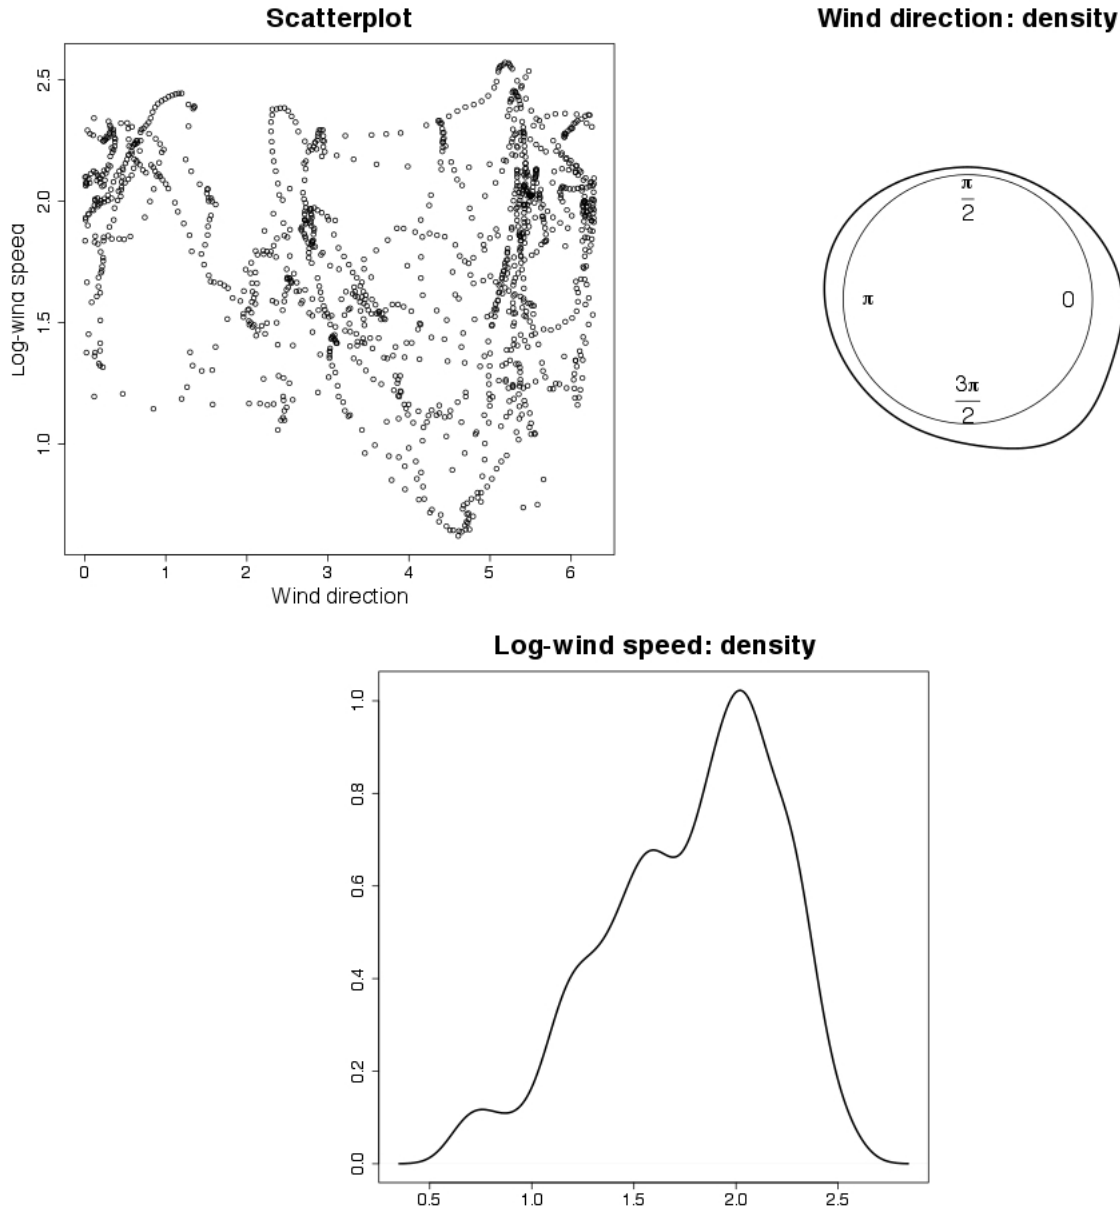 Scatterplot
Wind direction: density
Log-wind speed
2.5
2.0
1.5
1.0
0 1 2 3 4 5 6
Wind direction
π
2
π
0
3π
2
Log-wind speed: density
1.0
0.8
0.6
0.4
0.2
0.0
0.5 1.0 1.5 2.0 2.5